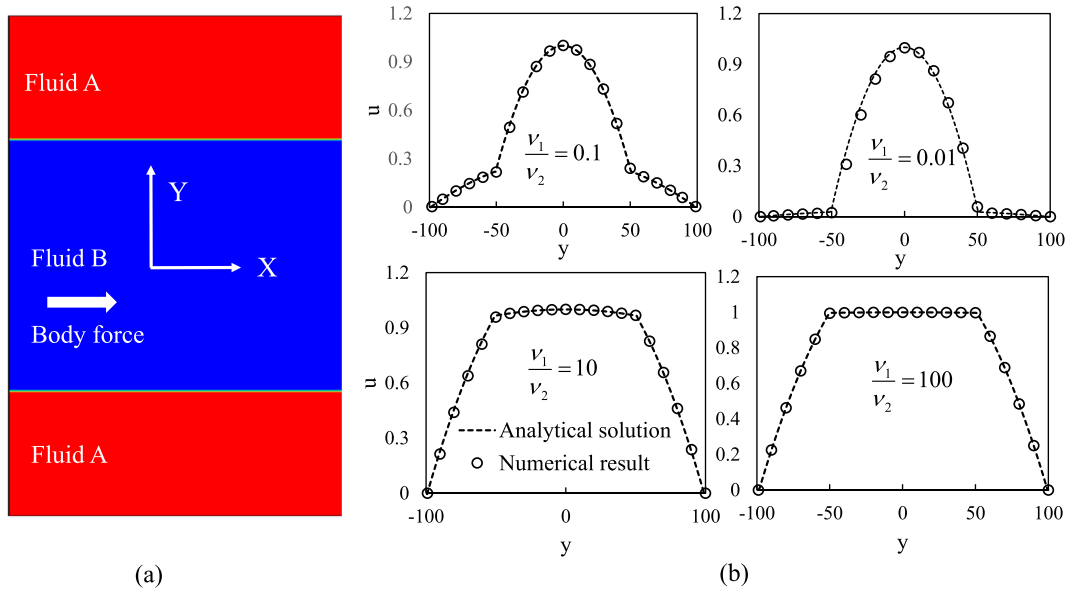 Fluid A
Y
Fluid B
X
Body force
Fluid A
(a)
1.2
0.9
0.6
0.3
0
u
ν₁/ν₂ = 0.1
-100 -50 0 50 100
y
1.2
0.9
0.6
0.3
0
ν₁/ν₂ = 0.01
-100 -50 0 50 100
y
1.2
0.9
0.6
0.3
0
u
ν₁/ν₂ = 10
Analytical solution
Numerical result
-100 0 100
y
1.2
1
0.8
0.6
0.4
0.2
0
ν₁/ν₂ = 100
-100 -50 0 50 100
y
(b)